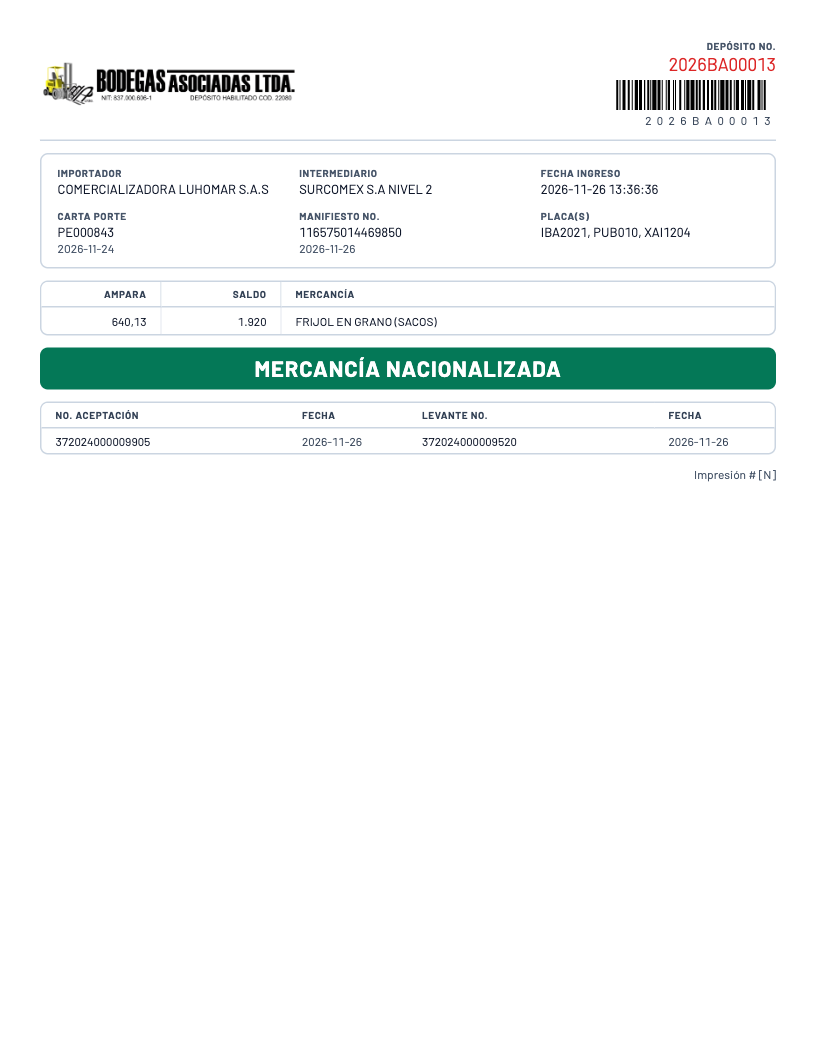 BODEGAS ASOCIADAS LTDA.
NIT: 837.000.606-1 DEPÓSITO HABILITADO COD. 22080
DEPÓSITO NO.
2026BA00013
2026BA00013
IMPORTADOR INTERMEDIARIO FECHA INGRESO
COMERCIALIZADORA LUHOMAR S.A.S SURCOMEX S.A NIVEL 2 2026-11-26 13:36:36
CARTA PORTE MANIFIESTO NO. PLACA(S)
PE000843 116575014469850 IBA2021, PUB010, XAI1204
2026-11-24 2026-11-26
AMPARA SALDO MERCANCÍA
640,13 1.920 FRIJOL EN GRANO (SACOS)
MERCANCÍA NACIONALIZADA
NO. ACEPTACIÓN FECHA LEVANTE NO. FECHA
372024000009905 2026-11-26 372024000009520 2026-11-26
Impresión # [N]